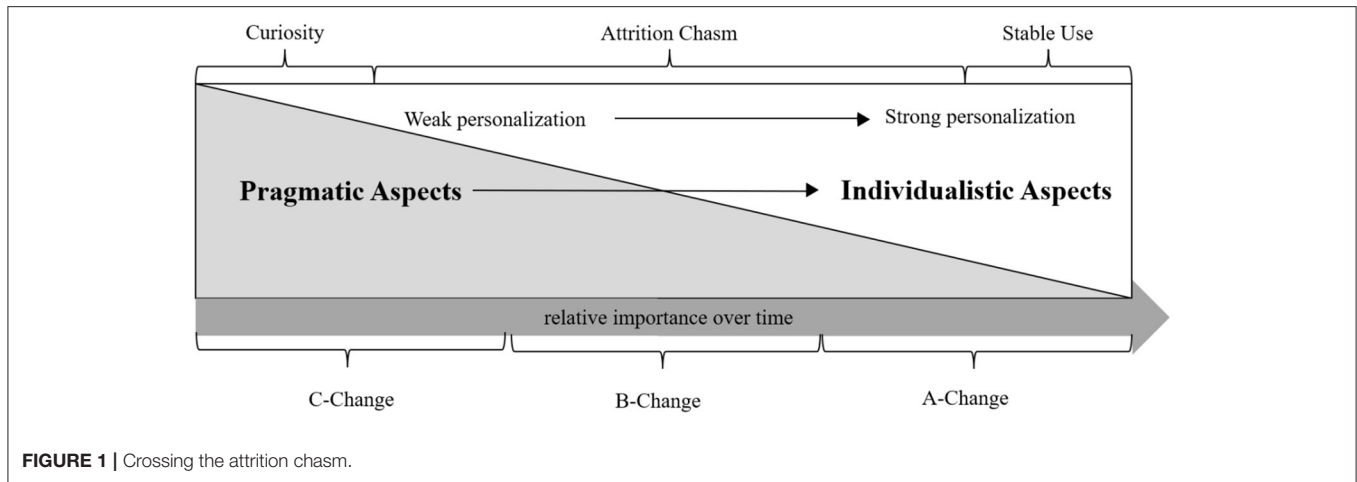 Curiosity
Attrition Chasm
Stable Use
Weak personalization
Strong personalization
Pragmatic Aspects
Individualistic Aspects
relative importance over time
C-Change
B-Change
A-Change
FIGURE 1 | Crossing the attrition chasm.